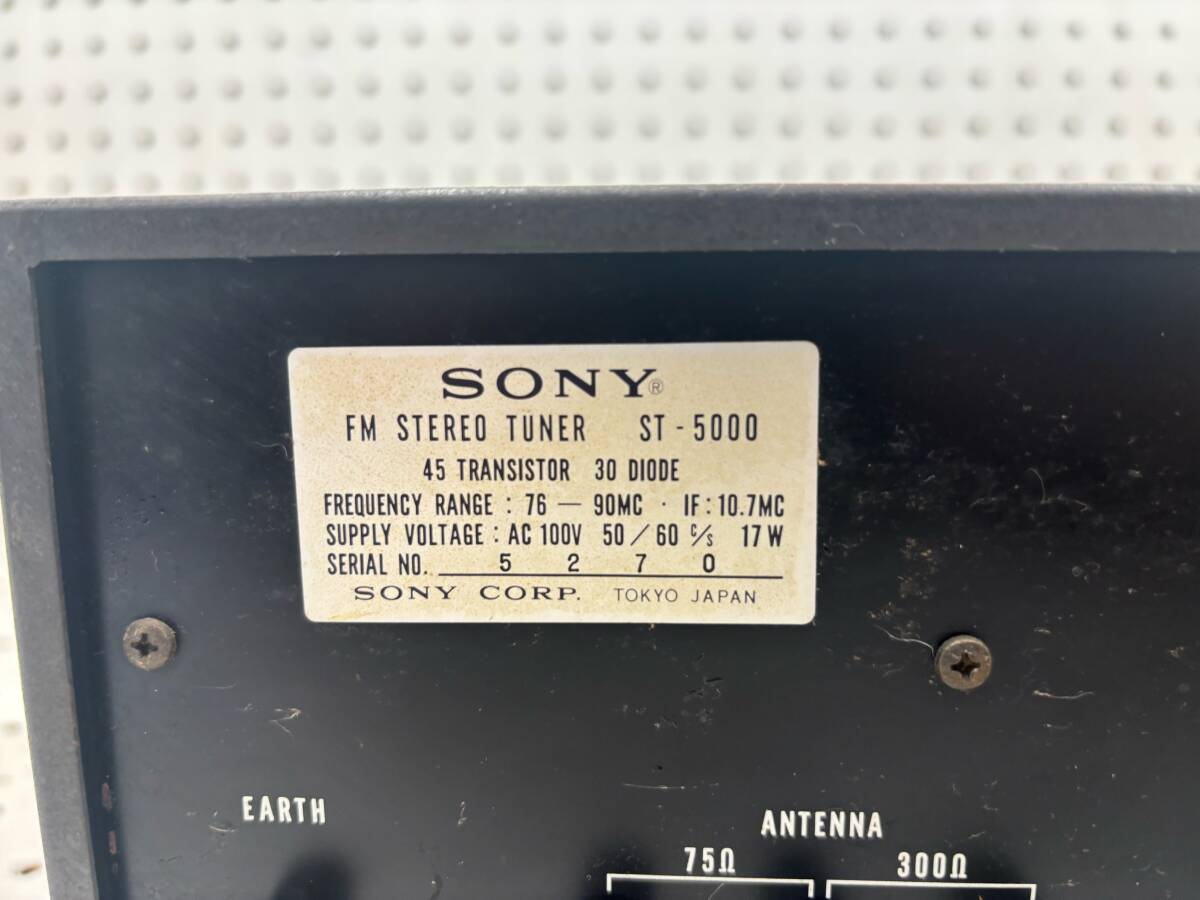 SONY®
FM STEREO TUNER ST-5000
45 TRANSISTOR 30 DIODE
FREQUENCY RANGE : 76 — 90MC · IF : 10.7MC
SUPPLY VOLTAGE : AC 100V 50/60 c/s 17W
SERIAL NO. 5 2 7 0
SONY CORP. TOKYO JAPAN
EARTH
ANTENNA
75Ω 300Ω